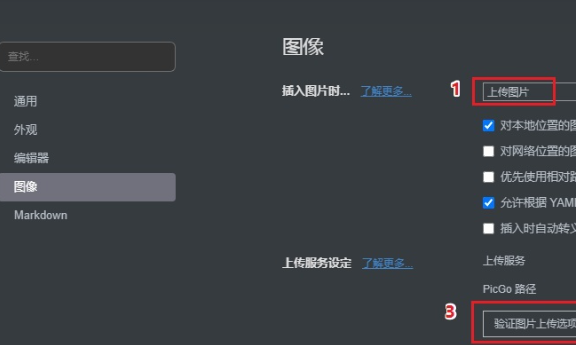 图像
查找...
插入图片时... 了解更多...
1
上传图片
通用
对本地位置的图
外观
对网络位置的图
编辑器
优先使用相对路
图像
允许根据 YAM
Markdown
插入时自动转义
上传服务设定 了解更多...
上传服务
PicGo 路径
3
验证图片上传选项